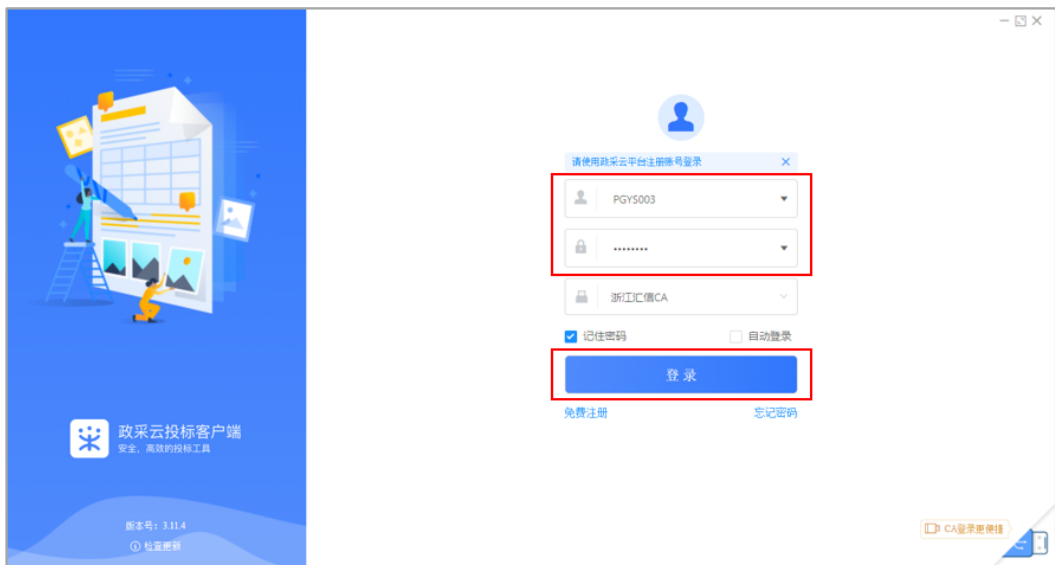 请使用政采云平台注册账号登录
PGYS003
........
浙江汇信CA
记住密码
自动登录
登录
免费注册
忘记密码
政采云投标客户端
安全，高效的投标工具
版本号：3.11.4
检查更新
CA登录更便捷